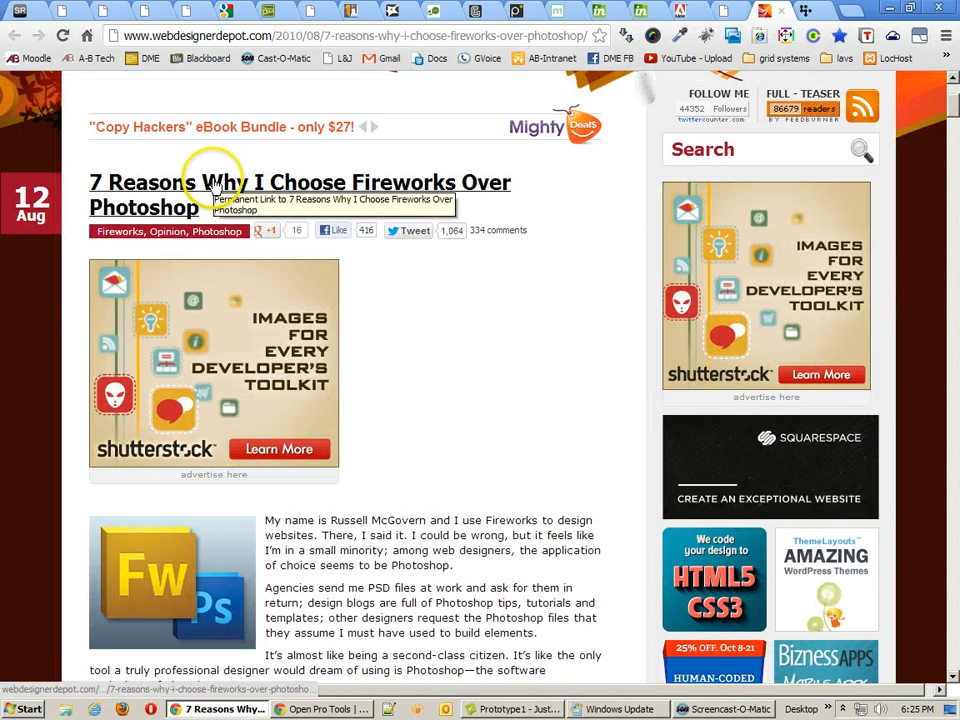 SR
www.webdesignerdepot.com/2010/08/7-reasons-why-i-choose-fireworks-over-photoshop/
Moodle
A-B Tech
DME
Blackboard
Cast-O-Matic
L&J
Gmail
Docs
GVoice
AB-Intranet
DME FB
YouTube - Upload
grid systems
lavs
LocHost
"Copy Hackers" eBook Bundle - only $27!
Mighty Deals
FOLLOW ME
44352 Followers
twittercounter.com
FULL - TEASER
86679 readers
BY FEEDBURNER
Search
12
Aug
7 Reasons Why I Choose Fireworks Over
Photoshop
Permanent Link to 7 Reasons Why I Choose Fireworks Over
Photoshop
Fireworks, Opinion, Photoshop
+1
16
Like
416
Tweet
1,064
334 comments
IMAGES
FOR
EVERY
DEVELOPER'S
TOOLKIT
shutterstock
Learn More
advertise here
IMAGES
FOR
EVERY
DEVELOPER'S
TOOLKIT
shutterstock
Learn More
advertise here
SQUARESPACE
CREATE AN EXCEPTIONAL WEBSITE
We code
your design to
HTML5
CSS3
ThemeLayouts
AMAZING
WordPress Themes
25% OFF, Oct 8-21
HUMAN-CODED
BIZNESSAPPS
MOBILE APPS
Fw
Ps
My name is Russell McGovern and I use Fireworks to design
websites. There, I said it. I could be wrong, but it feels like
I'm in a small minority; among web designers, the application
of choice seems to be Photoshop.
Agencies send me PSD files at work and ask for them in
return; design blogs are full of Photoshop tips, tutorials and
templates; other designers request the Photoshop files that
they assume I must have used to build elements.
It's almost like being a second-class citizen. It's like the only
tool a truly professional designer would dream of using is Photoshop—the software
webdesignerdepot.com/.../7-reasons-why-i-choose-fireworks-over-photosho...
Start
7 Reasons Why...
Open Pro Tools | ...
Prototype1 - Just...
Windows Update
Screencast-O-Matic
Desktop
6:25 PM